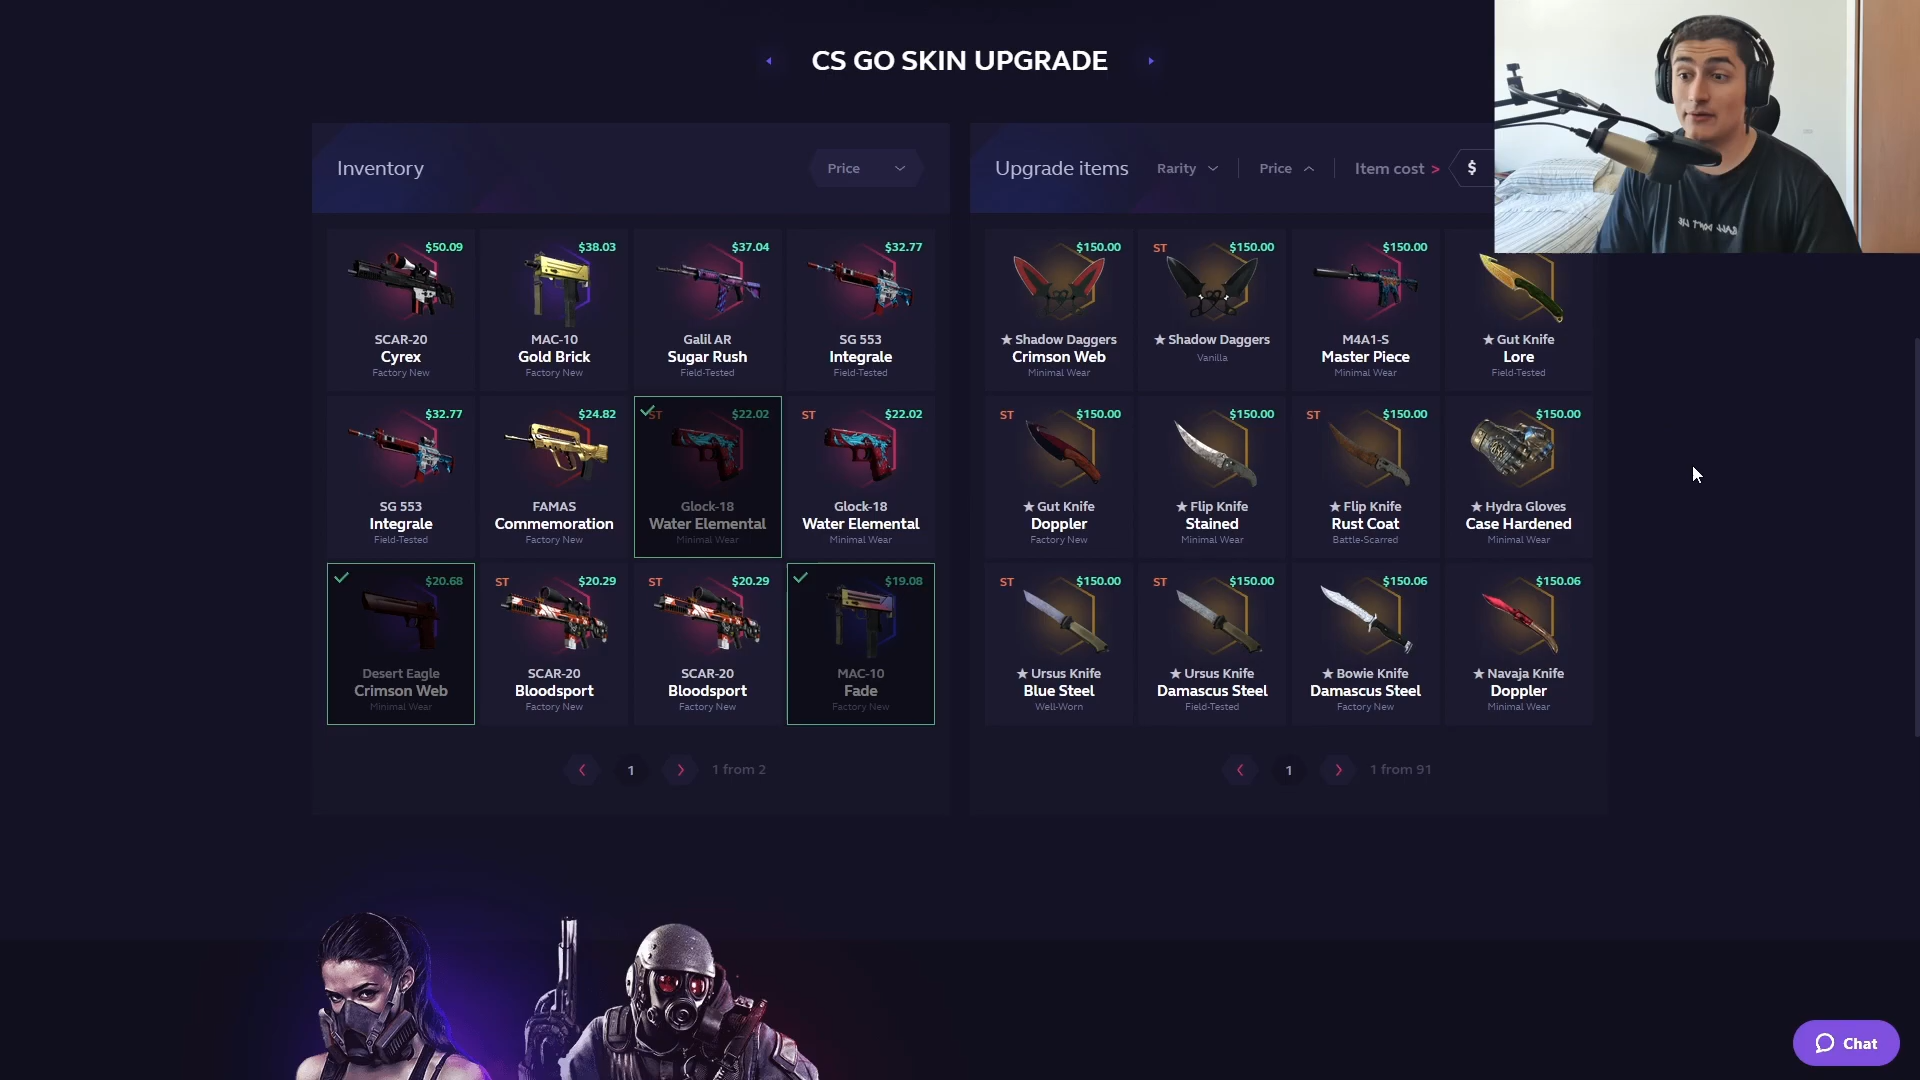 CS GO SKIN UPGRADE
Inventory
Price
Upgrade items
Rarity
Price
Item cost >
$
$50.09
SCAR-20
Cyrex
Factory New
$38.03
MAC-10
Gold Brick
Factory New
$37.04
Galil AR
Sugar Rush
Field-Tested
$32.77
SG 553
Integrale
Field-Tested
$32.77
SG 553
Integrale
Field-Tested
$24.82
FAMAS
Commemoration
Factory New
ST
$22.02
Glock-18
Water Elemental
Minimal Wear
ST
$22.02
Glock-18
Water Elemental
Minimal Wear
$20.68
Desert Eagle
Crimson Web
Minimal Wear
ST
$20.29
SCAR-20
Bloodsport
Factory New
ST
$20.29
SCAR-20
Bloodsport
Factory New
$19.08
MAC-10
Fade
Factory New
1
1 from 2
$150.00
★ Shadow Daggers
Crimson Web
Minimal Wear
ST
$150.00
★ Shadow Daggers
Vanilla
$150.00
M4A1-S
Master Piece
Minimal Wear
★ Gut Knife
Lore
Field-Tested
ST
$150.00
★ Gut Knife
Doppler
Factory New
$150.00
★ Flip Knife
Stained
Minimal Wear
ST
$150.00
★ Flip Knife
Rust Coat
Battle-Scarred
$150.00
★ Hydra Gloves
Case Hardened
Minimal Wear
ST
$150.00
★ Ursus Knife
Blue Steel
Well-Worn
ST
$150.00
★ Ursus Knife
Damascus Steel
Field-Tested
$150.06
★ Bowie Knife
Damascus Steel
Factory New
$150.06
★ Navaja Knife
Doppler
Minimal Wear
1
1 from 91
Chat